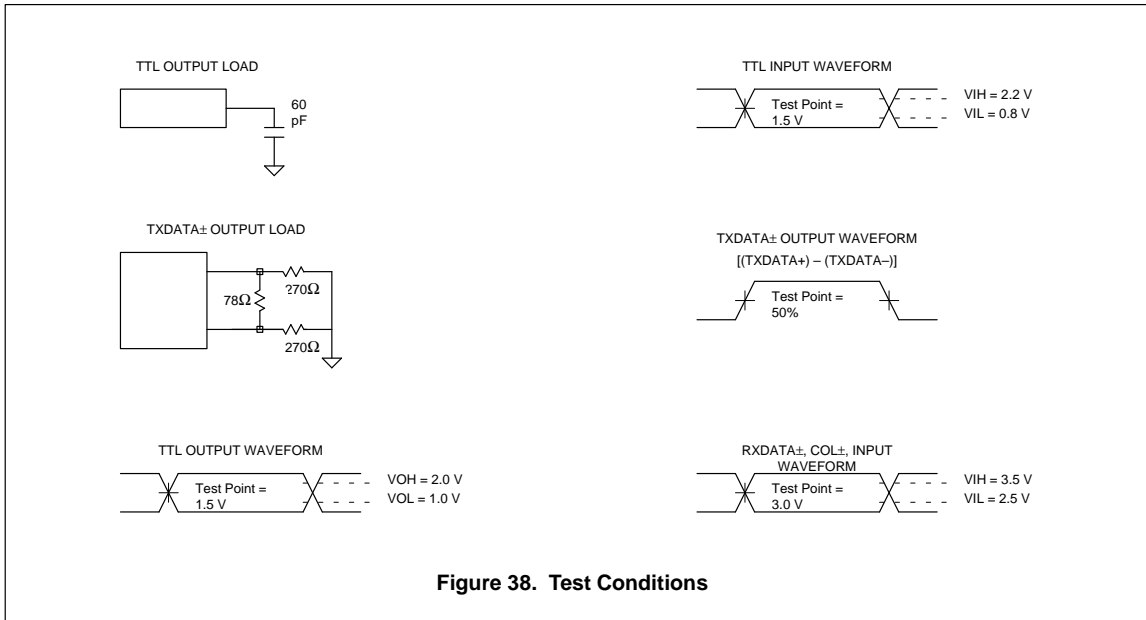 TTL OUTPUT LOAD
60
pF
TXDATA± OUTPUT LOAD
78Ω
270Ω
270Ω
TTL OUTPUT WAVEFORM
Test Point =
1.5 V
VOH = 2.0 V
VOL = 1.0 V
TTL INPUT WAVEFORM
Test Point =
1.5 V
VIH = 2.2 V
VIL = 0.8 V
TXDATA± OUTPUT WAVEFORM
[(TXDATA+) – (TXDATA–)]
Test Point =
50%
RXDATA±, COL±, INPUT
WAVEFORM
Test Point =
3.0 V
VIH = 3.5 V
VIL = 2.5 V
Figure 38. Test Conditions